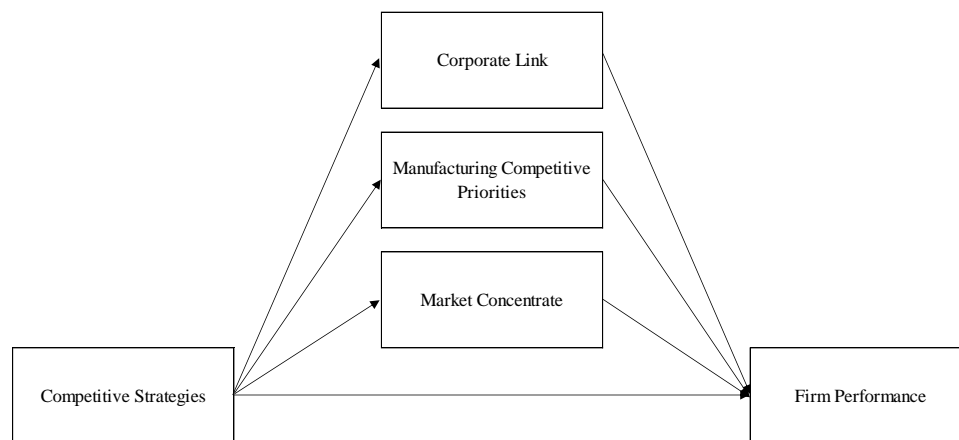 Corporate Link
Manufacturing Competitive
Priorities
Market Concentrate
Competitive Strategies
Firm Performance